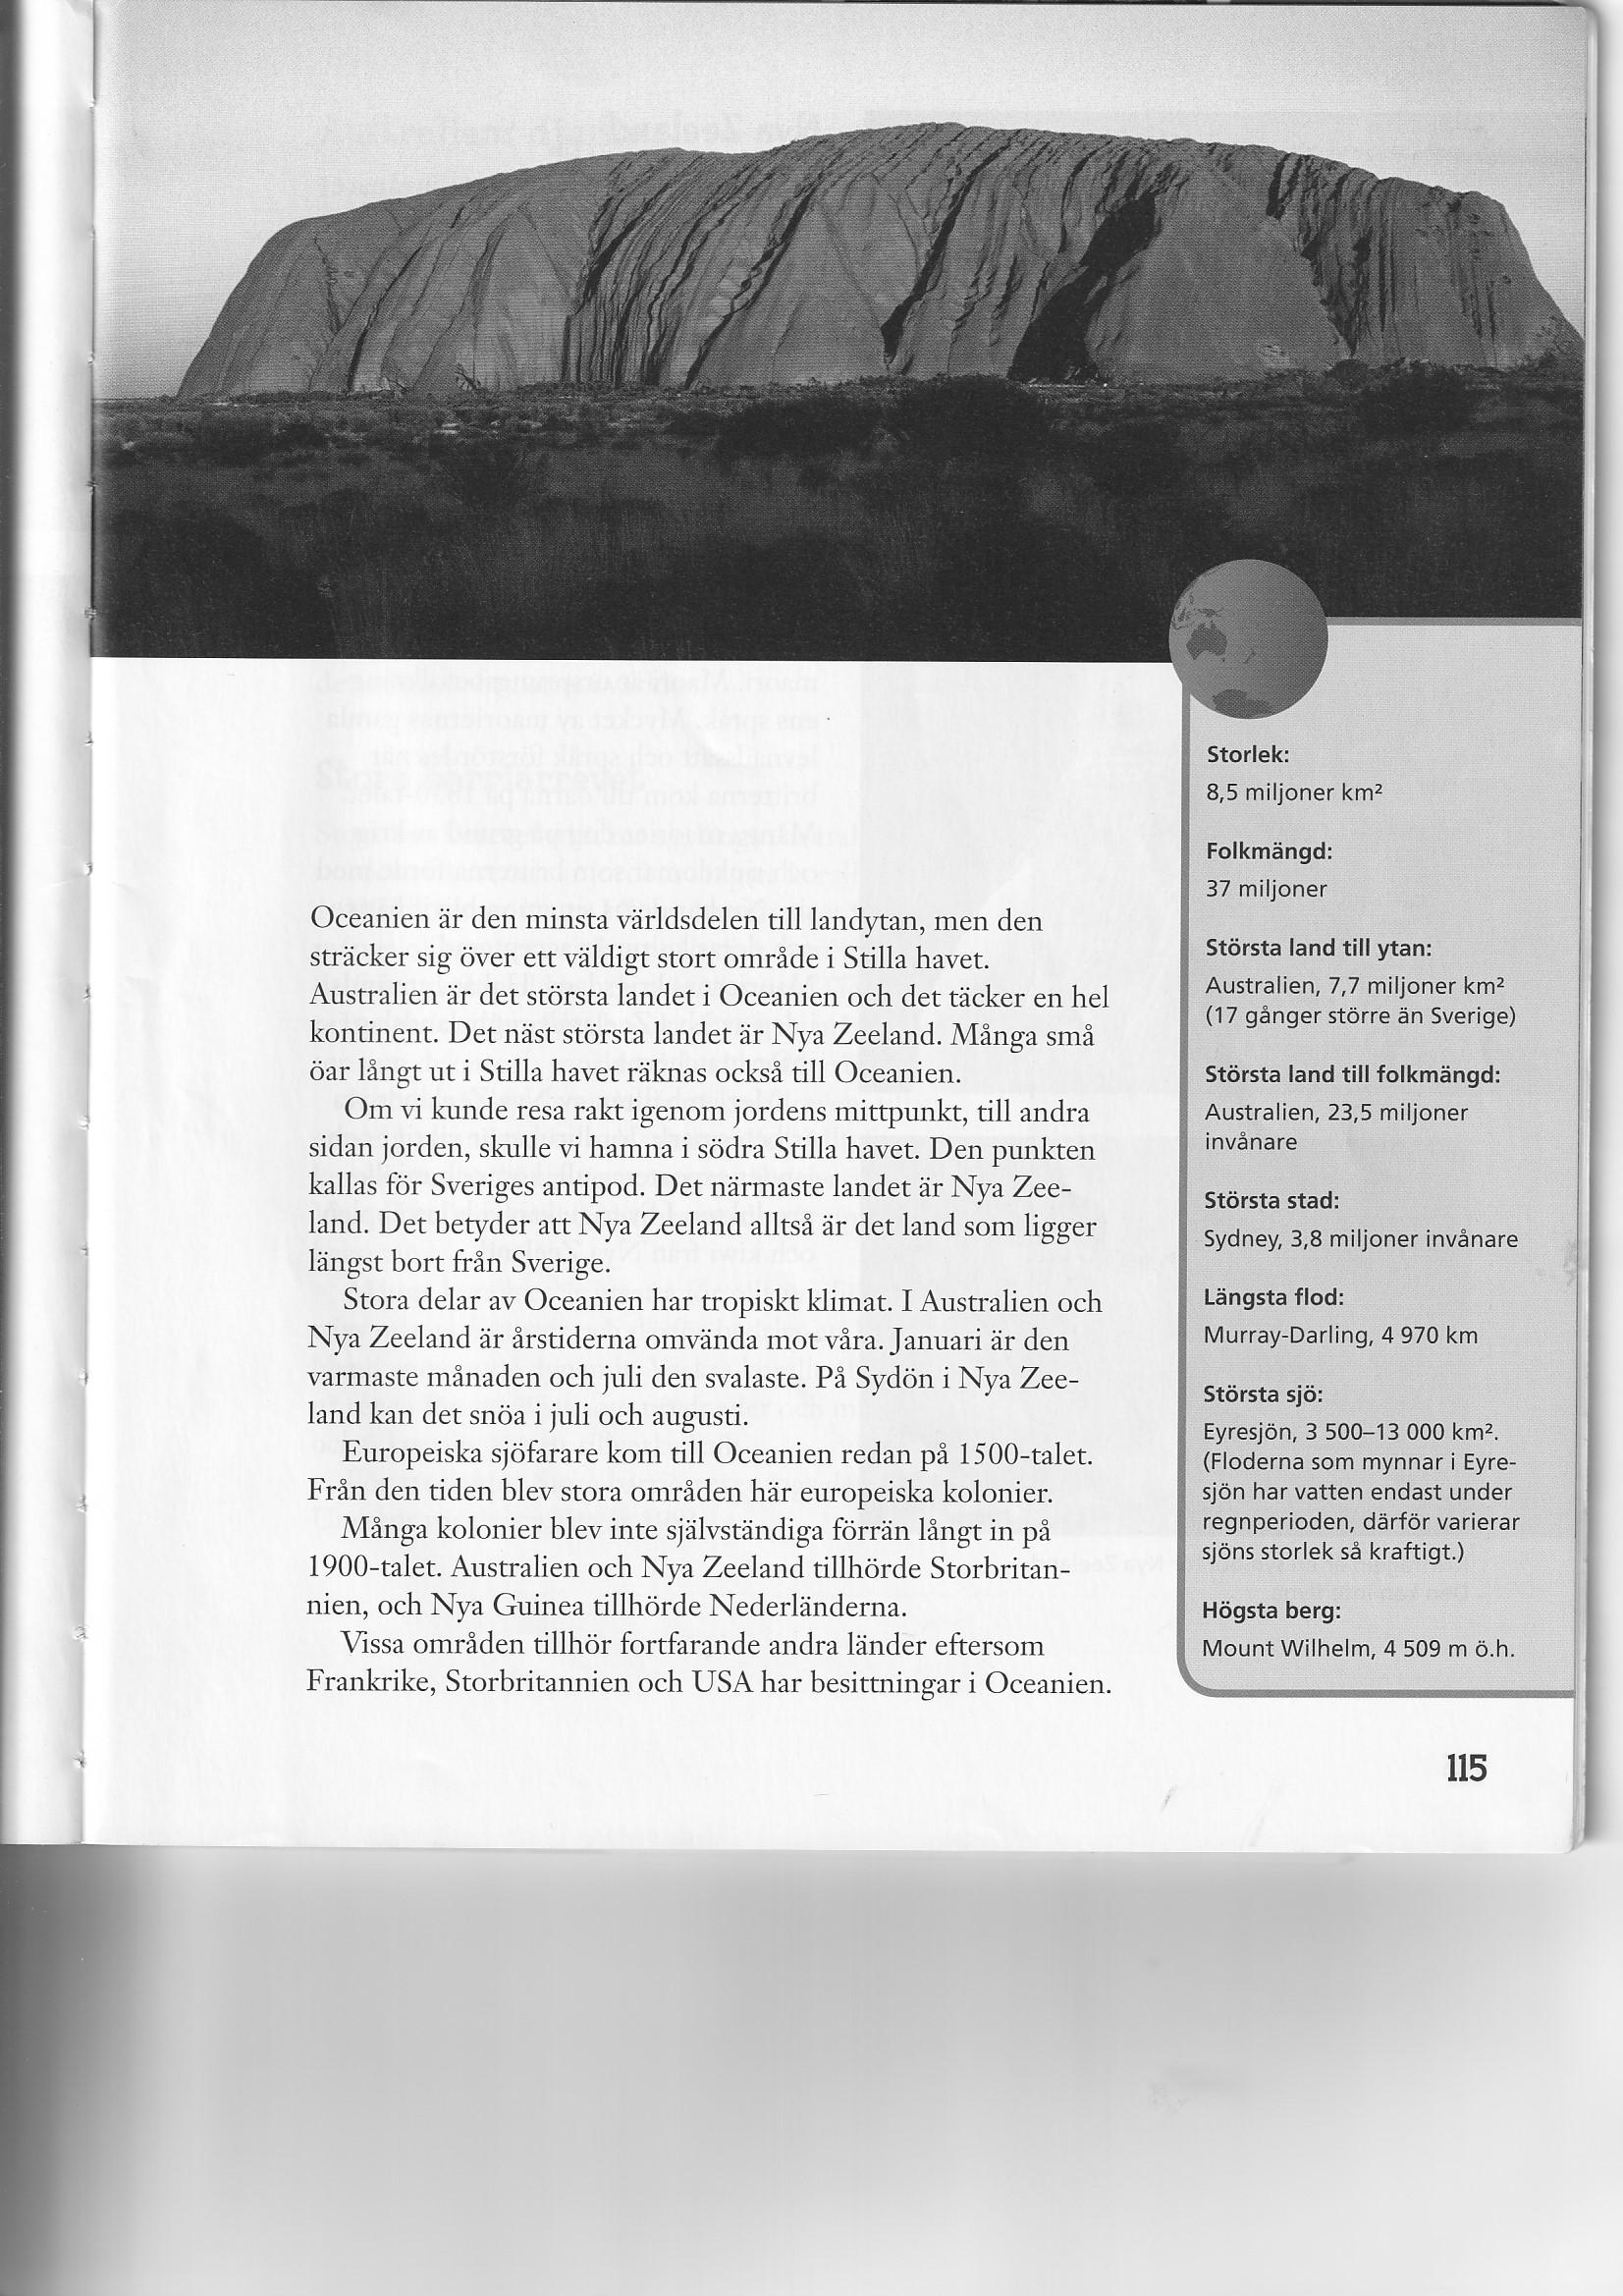 Oceanien är den minsta världsdelen till landytan, men den
sträcker sig över ett väldigt stort område i Stilla havet.
Australien är det största landet i Oceanien och det täcker en hel
kontinent. Det näst största landet är Nya Zeeland. Många små
öar långt ut i Stilla havet räknas också till Oceanien.
Om vi kunde resa rakt igenom jordens mittpunkt, till andra
sidan jorden, skulle vi hamna i södra Stilla havet. Den punkten
kallas för Sveriges antipod. Det närmaste landet är Nya Zee-
land. Det betyder att Nya Zeeland alltså är det land som ligger
längst bort från Sverige.
Stora delar av Oceanien har tropiskt klimat. I Australien och
Nya Zeeland är årstiderna omvända mot våra. Januari är den
varmaste månaden och juli den svalaste. På Sydön i Nya Zee-
land kan det snöa i juli och augusti.
Europeiska sjöfarare kom till Oceanien redan på 1500-talet.
Från den tiden blev stora områden här europeiska kolonier.
Många kolonier blev inte självständiga förrän långt in på
1900-talet. Australien och Nya Zeeland tillhörde Storbritan-
nien, och Nya Guinea tillhörde Nederländerna.
Vissa områden tillhör fortfarande andra länder eftersom
Frankrike, Storbritannien och USA har besittningar i Oceanien.
Storlek:
8,5 miljoner km²
Folkmängd:
37 miljoner
Största land till ytan:
Australien, 7,7 miljoner km²
(17 gånger större än Sverige)
Största land till folkmängd:
Australien, 23,5 miljoner
invånare
Största stad:
Sydney, 3,8 miljoner invånare
Längsta flod:
Murray-Darling, 4 970 km
Största sjö:
Eyresjön, 3 500–13 000 km².
(Floderna som mynnar i Eyre-
sjön har vatten endast under
regnperioden, därför varierar
sjöns storlek så kraftigt.)
Högsta berg:
Mount Wilhelm, 4 509 m ö.h.
115